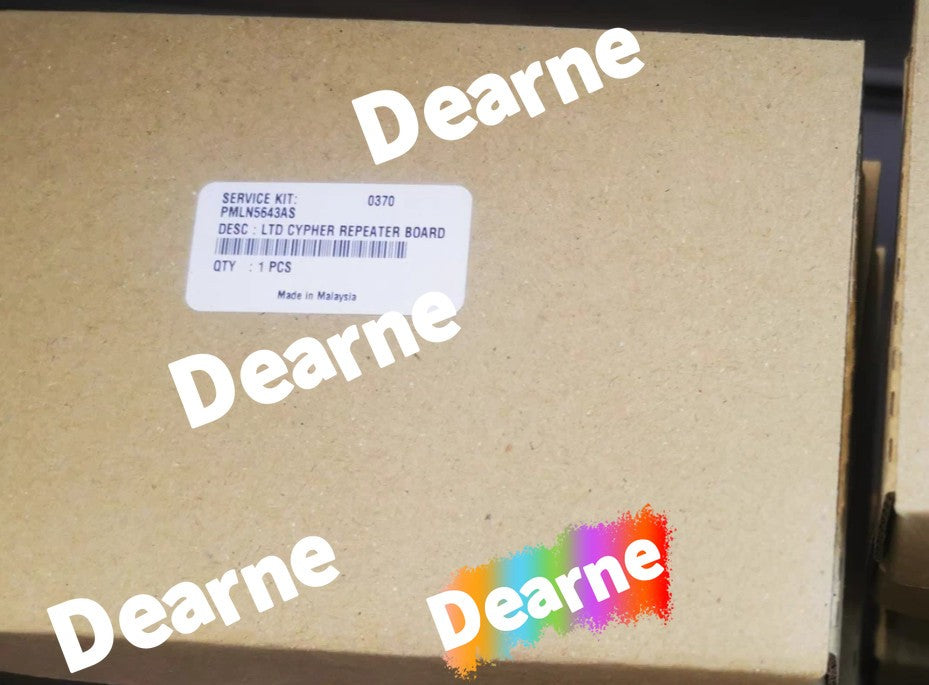 Dearne
SERVICE KIT: 0370
PMLN5643AS
DESC : LTD CYPHER REPEATER BOARD
QTY : 1 PCS
Made in Malaysia
Dearne
Dearne
Dearne